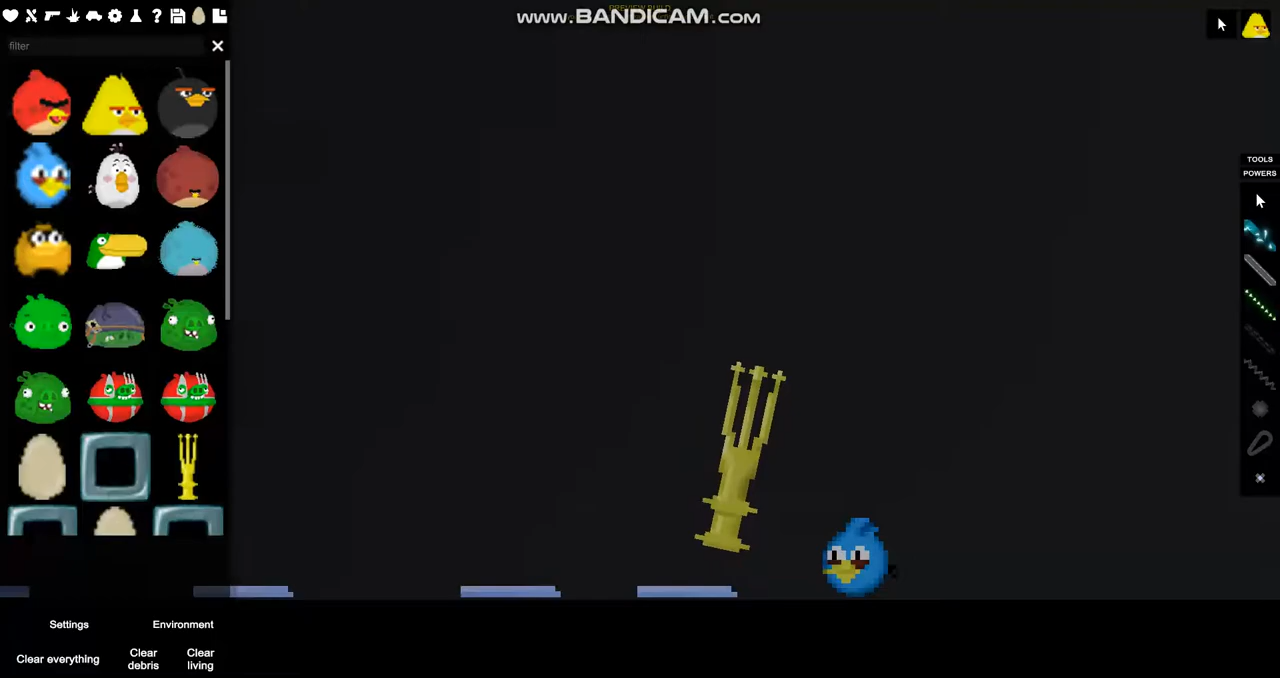 www.BANDICAM.com
filter
TOOLS
POWERS
Settings
Environment
Clear everything
Clear debris
Clear living